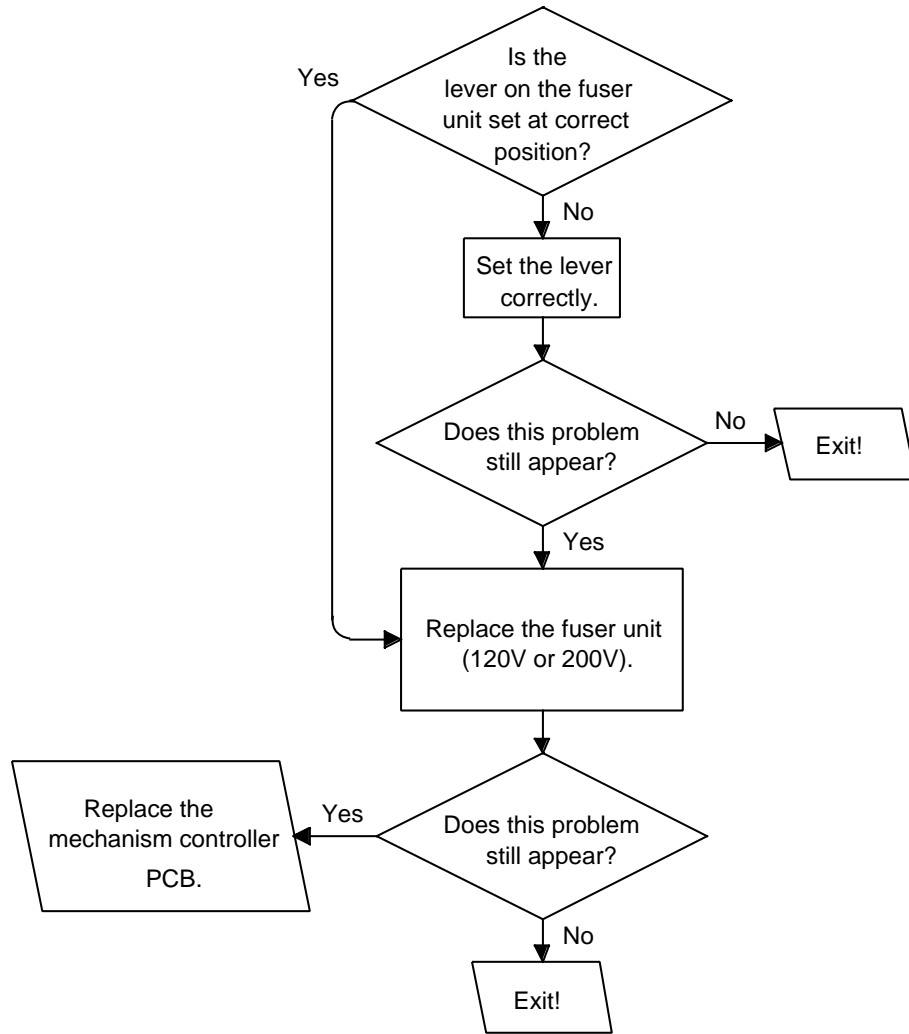 Is the
lever on the fuser
unit set at correct
position?
Yes
No
Set the lever
correctly.
Does this problem
still appear?
No
Exit!
Yes
Replace the fuser unit
(120V or 200V).
Does this problem
still appear?
Yes
Replace the
mechanism controller
PCB.
No
Exit!